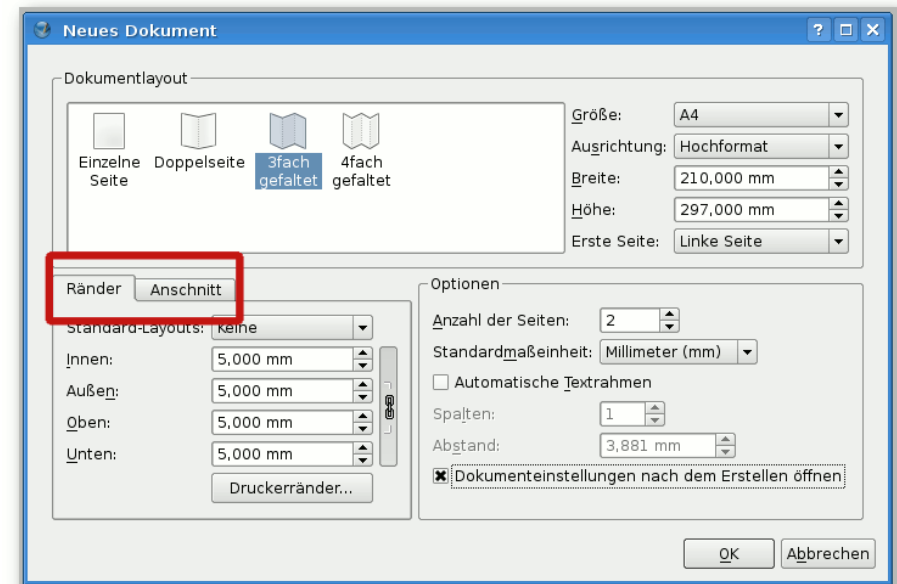 Neues Dokument
Dokumentlayout
Einzelne Seite
Doppelseite
3fach gefaltet
4fach gefaltet
Größe: A4
Ausrichtung: Hochformat
Breite: 210,000 mm
Höhe: 297,000 mm
Erste Seite: Linke Seite
Ränder Anschnitt
Standard-Layouts: Keine
Innen: 5,000 mm
Außen: 5,000 mm
Oben: 5,000 mm
Unten: 5,000 mm
Druckerränder...
Optionen
Anzahl der Seiten: 2
Standardmaßeinheit: Millimeter (mm)
Automatische Textrahmen
Spalten: 1
Abstand: 3,881 mm
Dokumenteinstellungen nach dem Erstellen öffnen
OK Abbrechen